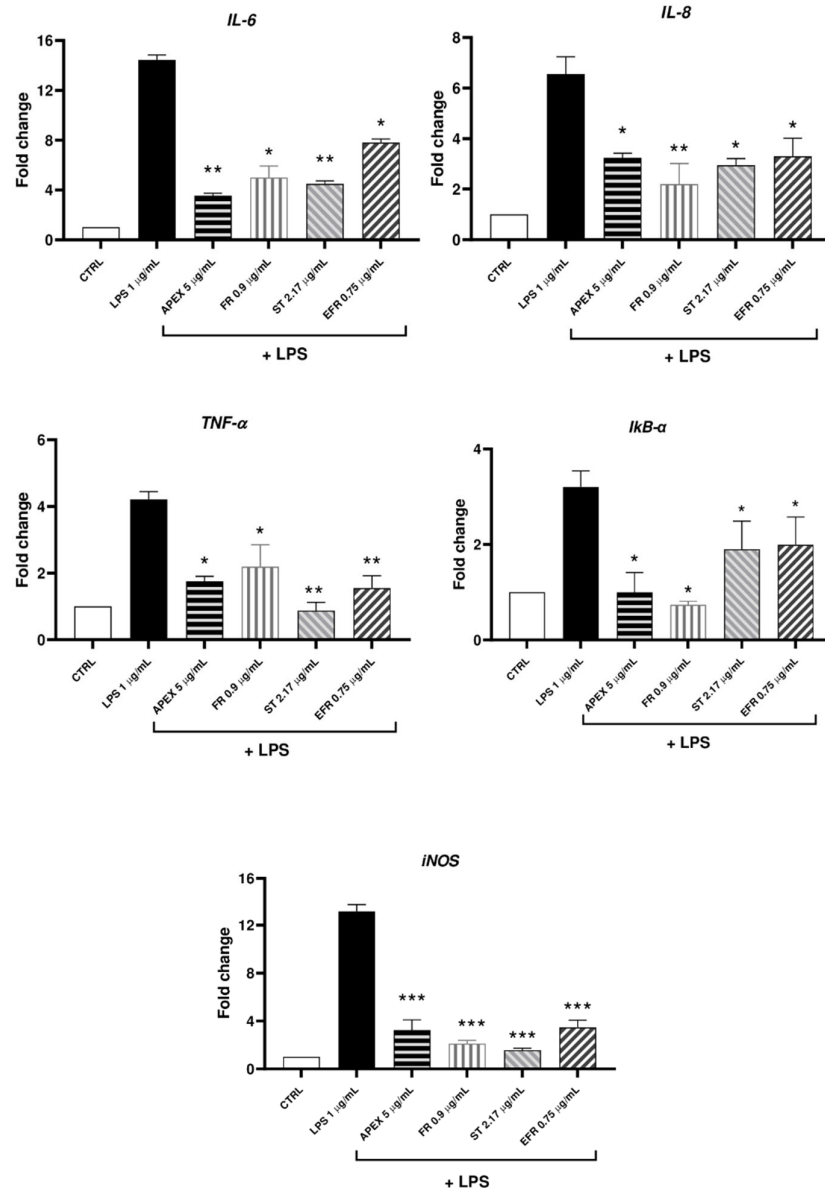 IL-6
Fold change
16
12
8
4
0
**
*
**
*
CTRL
LPS 1 µg/mL
APEX 5 µg/mL
FR 0.9 µg/mL
ST 2.17 µg/mL
EFR 0.75 µg/mL
+ LPS
IL-8
Fold change
8
6
4
2
0
*
**
*
*
CTRL
LPS 1 µg/mL
APEX 5 µg/mL
FR 0.9 µg/mL
ST 2.17 µg/mL
EFR 0.75 µg/mL
+ LPS
TNF-α
Fold change
6
4
2
0
*
*
**
**
CTRL
LPS 1 µg/mL
APEX 5 µg/mL
FR 0.9 µg/mL
ST 2.17 µg/mL
EFR 0.75 µg/mL
+ LPS
IkB-α
Fold change
4
2
0
*
*
*
*
CTRL
LPS 1 µg/mL
APEX 5 µg/mL
FR 0.9 µg/mL
ST 2.17 µg/mL
EFR 0.75 µg/mL
+ LPS
iNOS
Fold change
16
12
8
4
0
***
***
***
***
CTRL
LPS 1 µg/mL
APEX 5 µg/mL
FR 0.9 µg/mL
ST 2.17 µg/mL
EFR 0.75 µg/mL
+ LPS